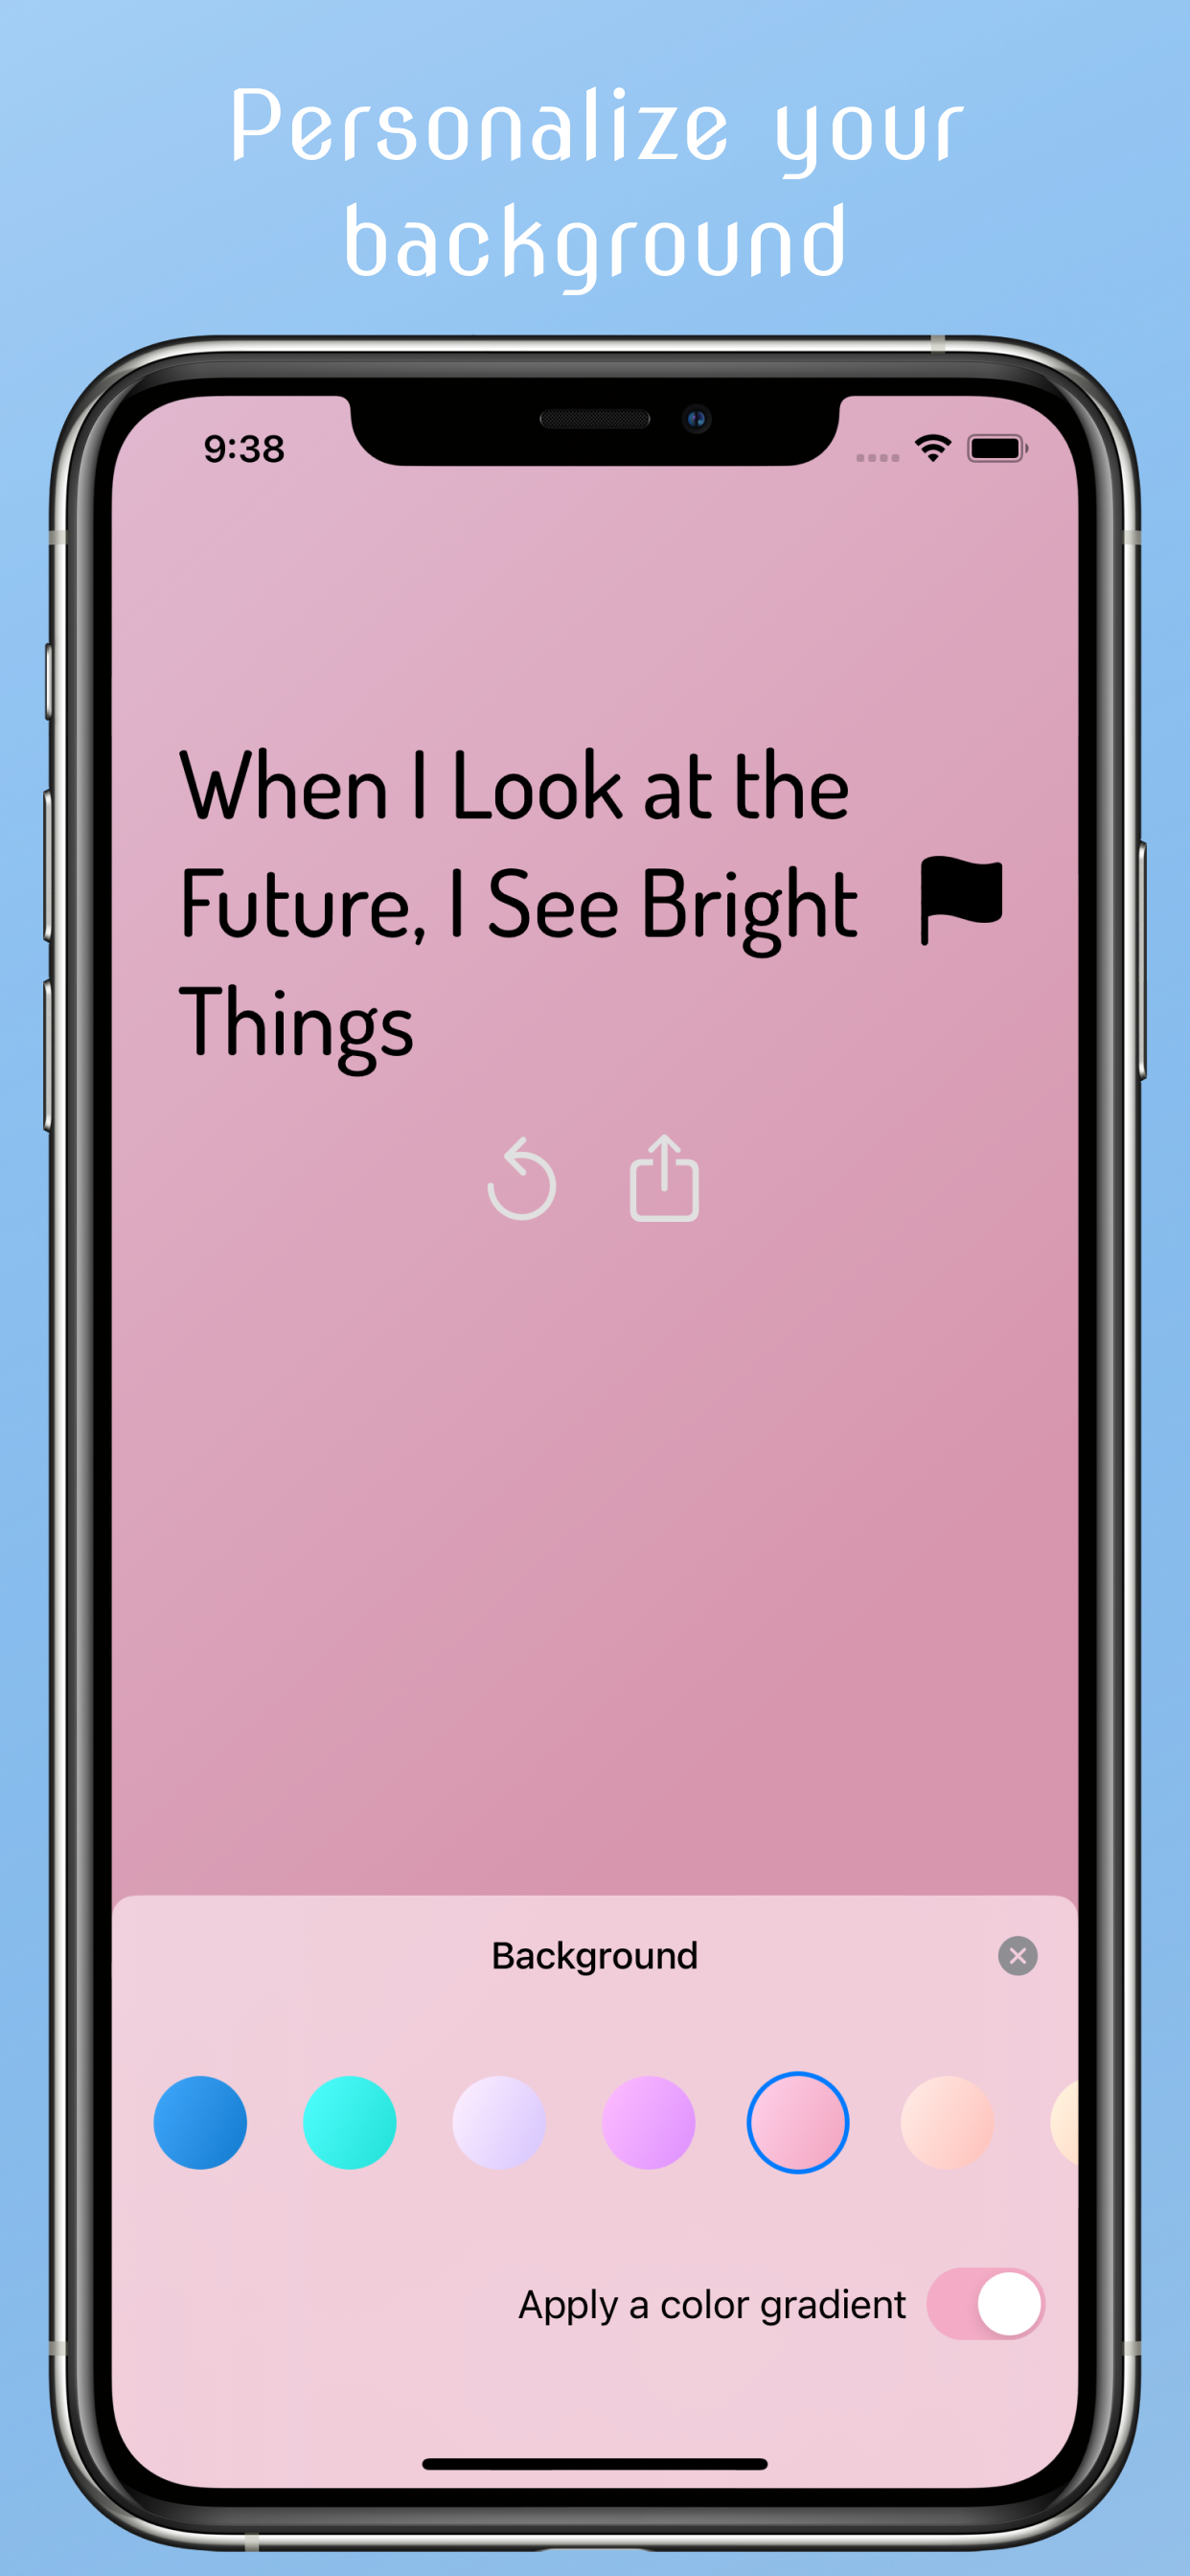 Personalize your
background
9:38
When I Look at the
Future, I See Bright
Things
Background
Apply a color gradient